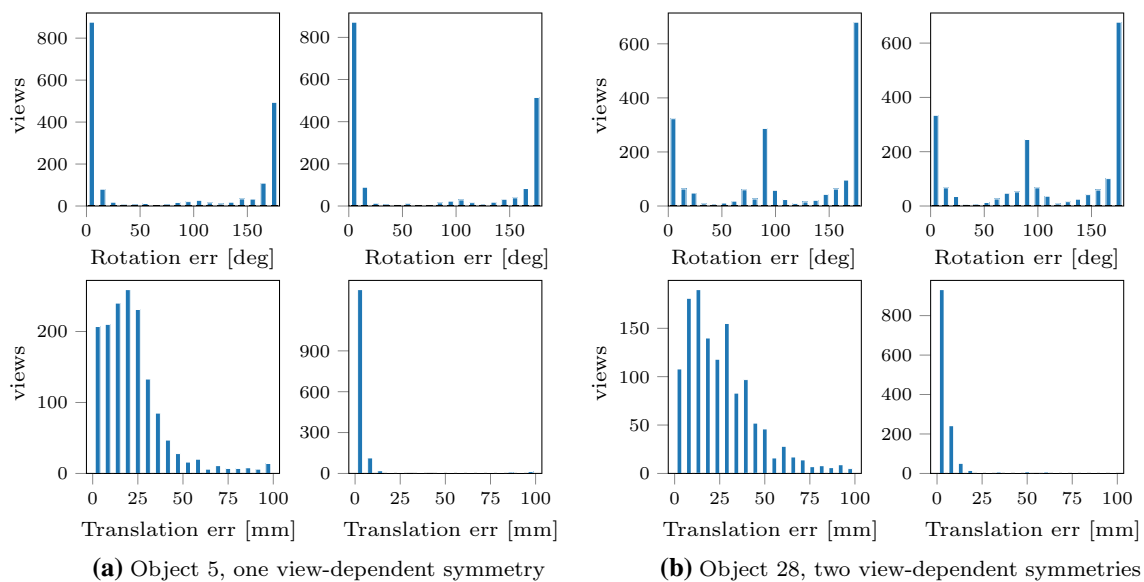 800
600
400
200
0
views
0 50 100 150
Rotation err [deg]
800
600
400
200
0
0 50 100 150
Rotation err [deg]
200
100
0
views
0 25 50 75 100
Translation err [mm]
900
600
300
0
0 25 50 75 100
Translation err [mm]
(a) Object 5, one view-dependent symmetry
600
400
200
0
views
0 50 100 150
Rotation err [deg]
600
400
200
0
0 50 100 150
Rotation err [deg]
150
100
50
0
views
0 25 50 75 100
Translation err [mm]
800
600
400
200
0
0 25 50 75 100
Translation err [mm]
(b) Object 28, two view-dependent symmetries